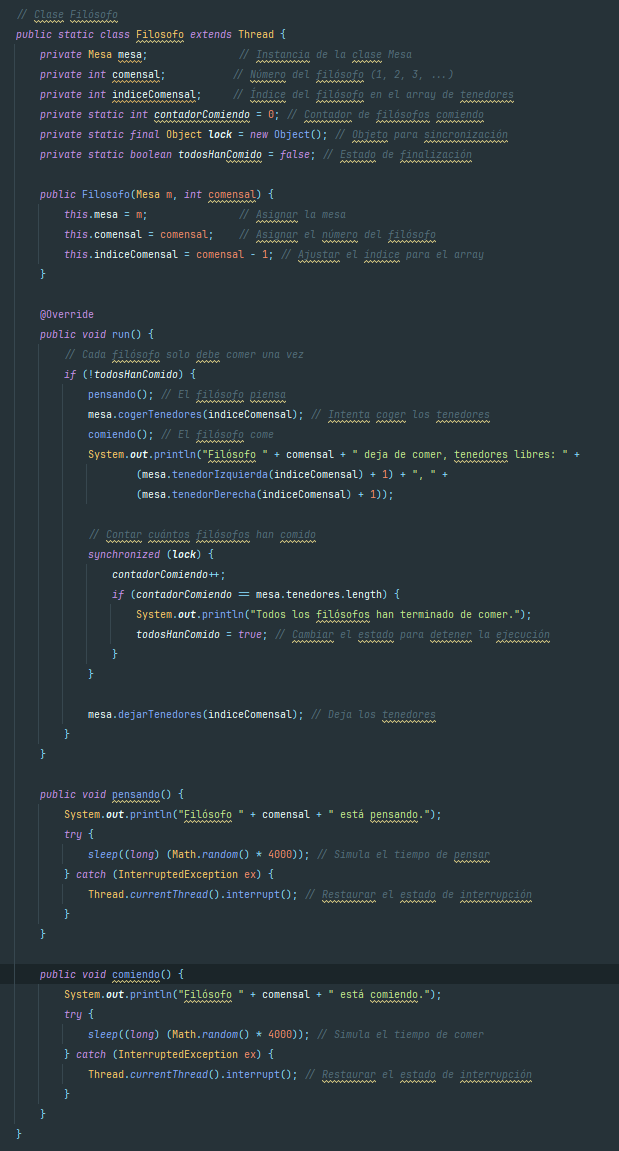 // Clase Filósofo
public static class Filosofo extends Thread {
    private Mesa mesa;               // Instancia de la clase Mesa
    private int comensal;           // Número del filósofo (1, 2, 3, ...)
    private int indiceComensal;     // Índice del filósofo en el array de tenedores
    private static int contadorComiendo = 0; // Contador de filósofos comiendo
    private static final Object lock = new Object(); // Objeto para sincronización
    private static boolean todosHanComido = false; // Estado de finalización

    public Filosofo(Mesa m, int comensal) {
        this.mesa = m;               // Asignar la mesa
        this.comensal = comensal;    // Asignar el número del filósofo
        this.indiceComensal = comensal - 1; // Ajustar el índice para el array
    }

    @Override
    public void run() {
        // Cada filósofo solo debe comer una vez
        if (!todosHanComido) {
            pensando(); // El filósofo piensa
            mesa.cogerTenedores(indiceComensal); // Intenta coger los tenedores
            comiendo(); // El filósofo come
            System.out.println("Filósofo " + comensal + " deja de comer, tenedores libres: " +
                    (mesa.tenedorIzquierda(indiceComensal) + 1) + ", " +
                    (mesa.tenedorDerecha(indiceComensal) + 1));

            // Contar cuántos filósofos han comido
            synchronized (lock) {
                contadorComiendo++;
                if (contadorComiendo == mesa.tenedores.length) {
                    System.out.println("Todos los filósofos han terminado de comer.");
                    todosHanComido = true; // Cambiar el estado para detener la ejecución
                }
            }

            mesa.dejarTenedores(indiceComensal); // Deja los tenedores
        }
    }

    public void pensando() {
        System.out.println("Filósofo " + comensal + " está pensando.");
        try {
            sleep((long) (Math.random() * 4000)); // Simula el tiempo de pensar
        } catch (InterruptedException ex) {
            Thread.currentThread().interrupt(); // Restaurar el estado de interrupción
        }
    }

    public void comiendo() {
        System.out.println("Filósofo " + comensal + " está comiendo.");
        try {
            sleep((long) (Math.random() * 4000)); // Simula el tiempo de comer
        } catch (InterruptedException ex) {
            Thread.currentThread().interrupt(); // Restaurar el estado de interrupción
        }
    }
}